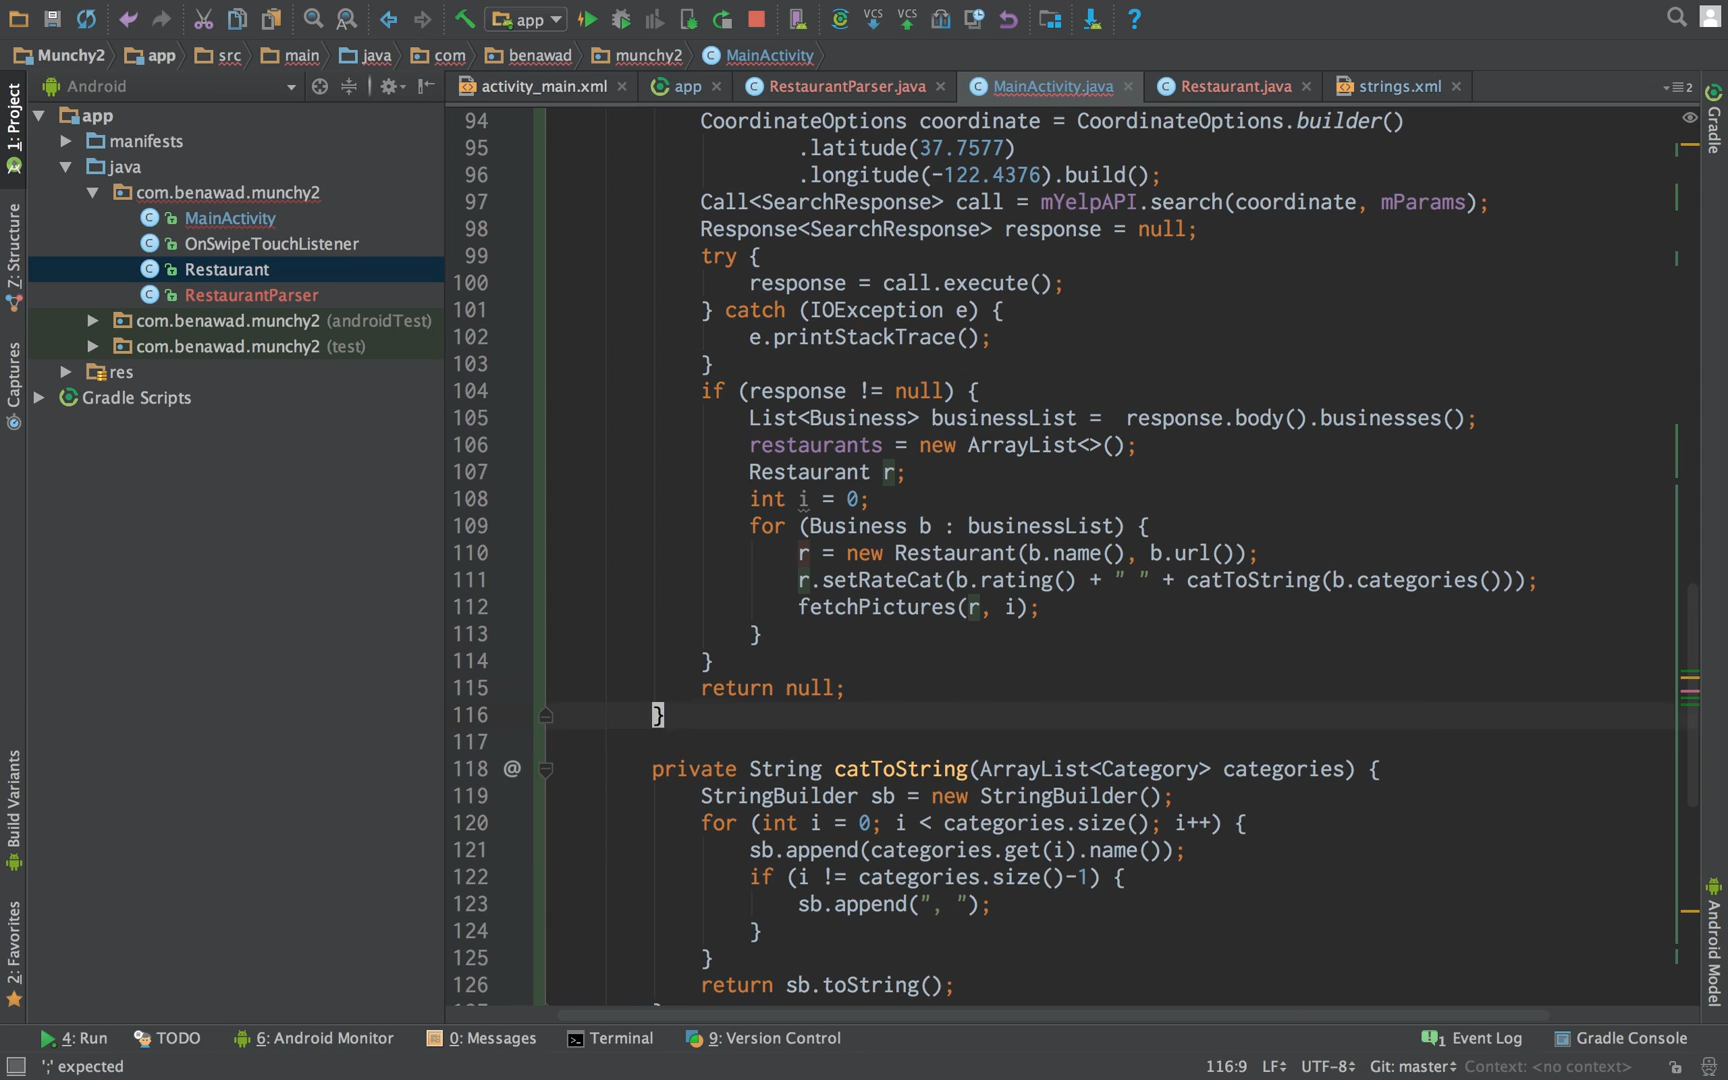 app
Munchy2 app src main java com benawad munchy2 MainActivity
Android
activity_main.xml app RestaurantParser.java MainActivity.java Restaurant.java strings.xml 2
1: Project
Z: Structure
Captures
Build Variants
2: Favorites
app
manifests
java
com.benawad.munchy2
MainActivity
OnSwipeTouchListener
Restaurant
RestaurantParser
com.benawad.munchy2 (androidTest)
com.benawad.munchy2 (test)
res
Gradle Scripts
94 CoordinateOptions coordinate = CoordinateOptions.builder()
95 .latitude(37.7577)
96 .longitude(-122.4376).build();
97 Call<SearchResponse> call = mYelpAPI.search(coordinate, mParams);
98 Response<SearchResponse> response = null;
99 try {
100 response = call.execute();
101 } catch (IOException e) {
102 e.printStackTrace();
103 }
104 if (response != null) {
105 List<Business> businessList =  response.body().businesses();
106 restaurants = new ArrayList<>();
107 Restaurant r;
108 int i = 0;
109 for (Business b : businessList) {
110 r = new Restaurant(b.name(), b.url());
111 r.setRateCat(b.rating() + " " + catToString(b.categories()));
112 fetchPictures(r, i);
113 }
114 }
115 return null;
116 }
117
118 @ private String catToString(ArrayList<Category> categories) {
119 StringBuilder sb = new StringBuilder();
120 for (int i = 0; i < categories.size(); i++) {
121 sb.append(categories.get(i).name());
122 if (i != categories.size()-1) {
123 sb.append(", ");
124 }
125 }
126 return sb.toString();
Gradle
Android Model
4: Run TODO 6: Android Monitor 0: Messages Terminal 9: Version Control 1 Event Log Gradle Console
';' expected 116:9 LF UTF-8 Git: master Context: <no context>